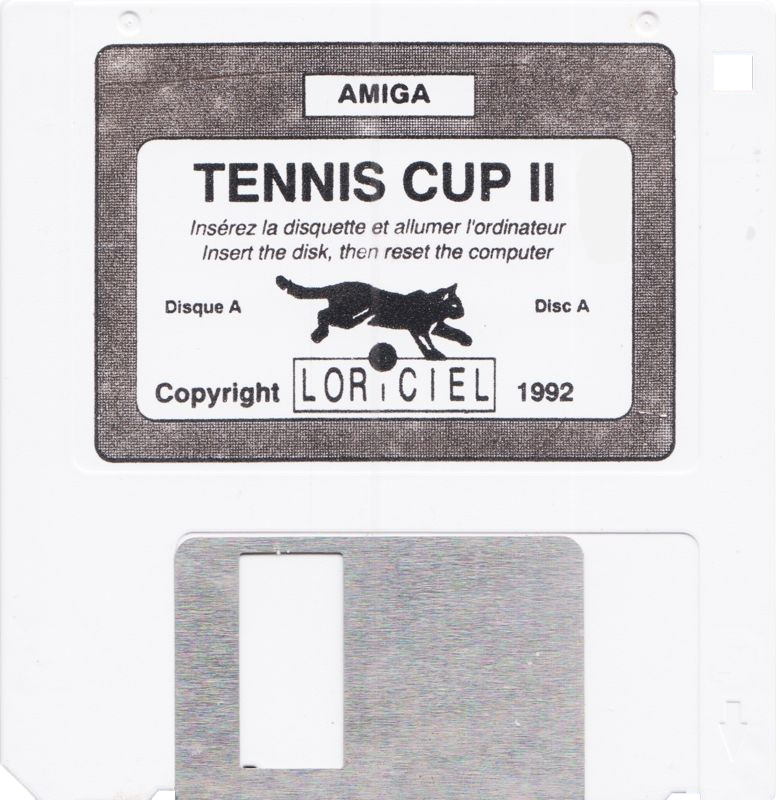 AMIGA
TENNIS CUP II
Insérez la disquette et allumer l'ordinateur
Insert the disk, then reset the computer
Disque A
Disc A
Copyright LORiCIEL 1992